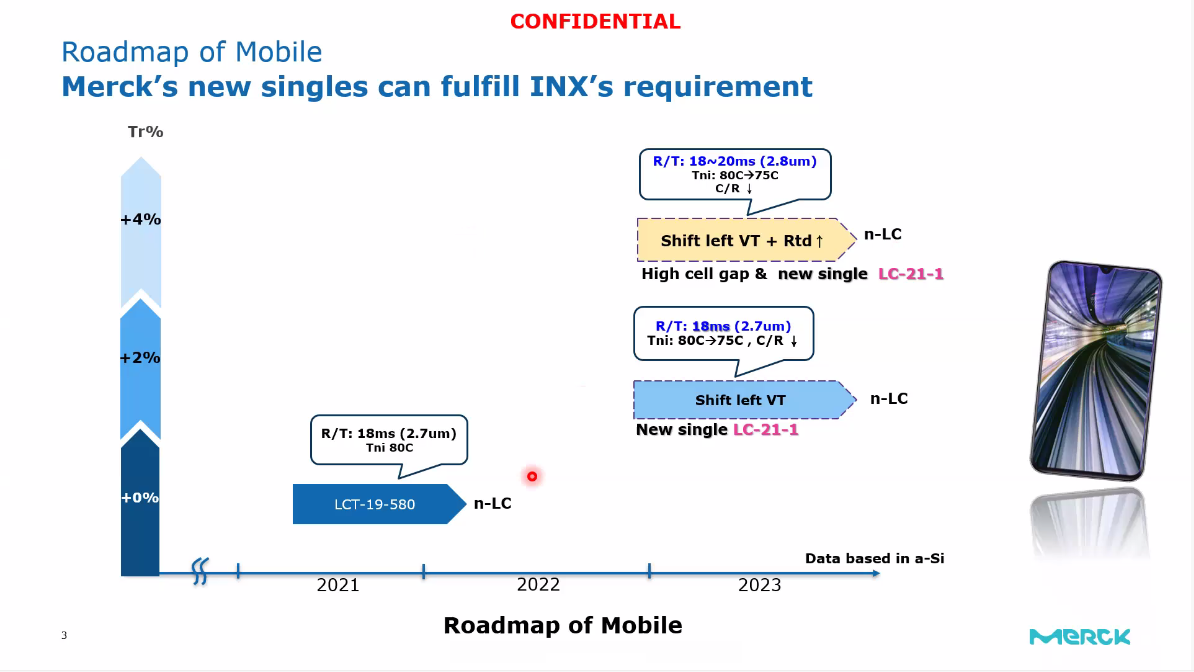 CONFIDENTIAL
Roadmap of Mobile
Merck's new singles can fulfill INX's requirement
Tr%
+4%
+2%
+0%
R/T: 18~20ms (2.8um)
Tni: 80C→75C
C/R ↓
Shift left VT + Rtd↑
n-LC
High cell gap & new single LC-21-1
R/T: 18ms (2.7um)
Tni: 80C→75C , C/R ↓
Shift left VT
n-LC
New single LC-21-1
R/T: 18ms (2.7um)
Tni 80C
LCT-19-580
n-LC
Data based in a-Si
2021
2022
2023
Roadmap of Mobile
3
MERCK